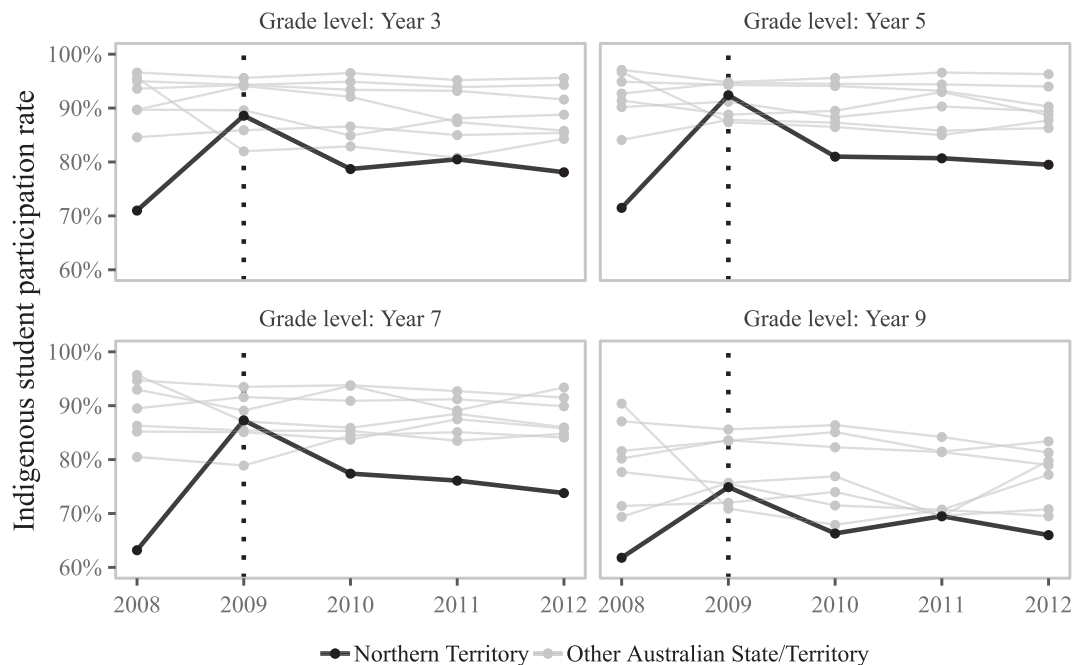 Grade level: Year 3
Grade level: Year 5
100%
90%
80%
70%
60%
Grade level: Year 7
Grade level: Year 9
100%
90%
80%
70%
60%
2008 2009 2010 2011 2012
2008 2009 2010 2011 2012
Indigenous student participation rate
Northern Territory Other Australian State/Territory